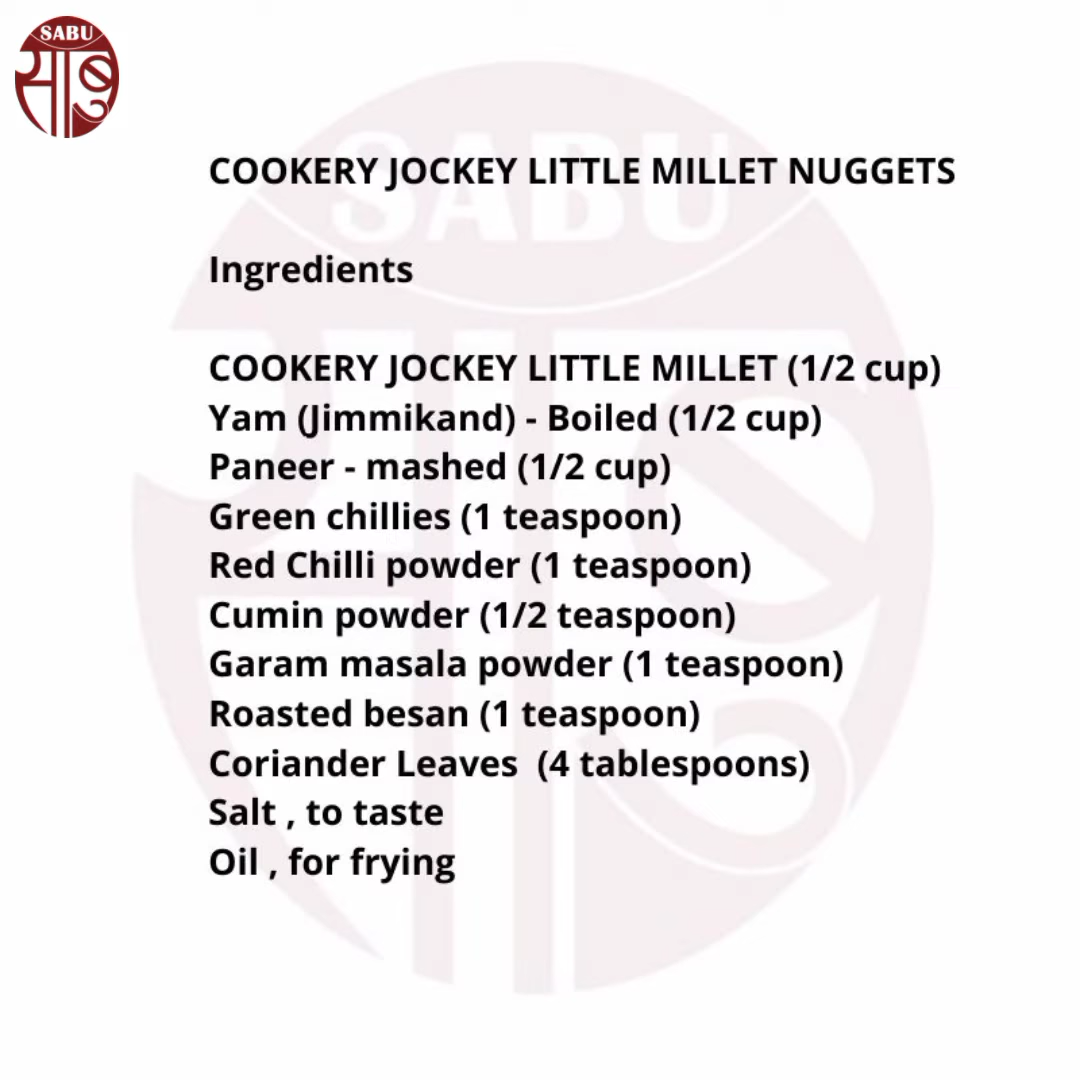 SABU
साबु
COOKERY JOCKEY LITTLE MILLET NUGGETS
Ingredients
COOKERY JOCKEY LITTLE MILLET (1/2 cup)
Yam (Jimmikand) - Boiled (1/2 cup)
Paneer - mashed (1/2 cup)
Green chillies (1 teaspoon)
Red Chilli powder (1 teaspoon)
Cumin powder (1/2 teaspoon)
Garam masala powder (1 teaspoon)
Roasted besan (1 teaspoon)
Coriander Leaves  (4 tablespoons)
Salt , to taste
Oil , for frying
SABU
साबु